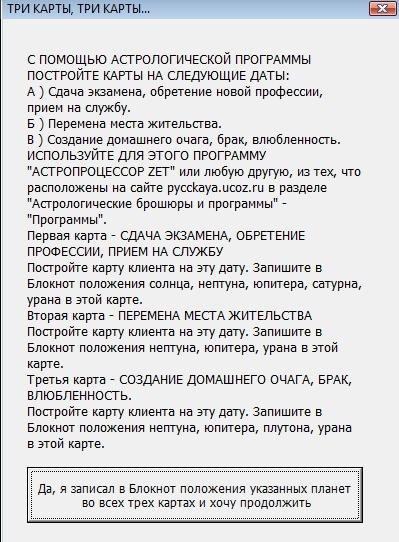 ТРИ КАРТЫ, ТРИ КАРТЫ...
С ПОМОЩЬЮ АСТРОЛОГИЧЕСКОЙ ПРОГРАММЫ
ПОСТРОЙТЕ КАРТЫ НА СЛЕДУЮЩИЕ ДАТЫ:
А ) Сдача экзамена, обретение новой профессии,
прием на службу.
Б ) Перемена места жительства.
В ) Создание домашнего очага, брак, влюбленность.
ИСПОЛЬЗУЙТЕ ДЛЯ ЭТОГО ПРОГРАММУ
"АСТРОПРОЦЕССОР ZET" или любую другую, из тех, что
расположены на сайте pycckaya.ucoz.ru в разделе
"Астрологические брошюры и программы" -
"Программы".
Первая карта - СДАЧА ЭКЗАМЕНА, ОБРЕТЕНИЕ
ПРОФЕССИИ, ПРИЕМ НА СЛУЖБУ
Постройте карту клиента на эту дату. Запишите в
Блокнот положения солнца, нептуна, юпитера, сатурна,
урана в этой карте.
Вторая карта - ПЕРЕМЕНА МЕСТА ЖИТЕЛЬСТВА
Постройте карту клиента на эту дату. Запишите в
Блокнот положения нептуна, юпитера, урана в этой
карте.
Третья карта - СОЗДАНИЕ ДОМАШНЕГО ОЧАГА, БРАК,
ВЛЮБЛЕННОСТЬ.
Постройте карту клиента на эту дату. Запишите в
Блокнот положения нептуна, юпитера, плутона, урана
в этой карте.
Да, я записал в Блокнот положения указанных планет
во всех трех картах и хочу продолжить